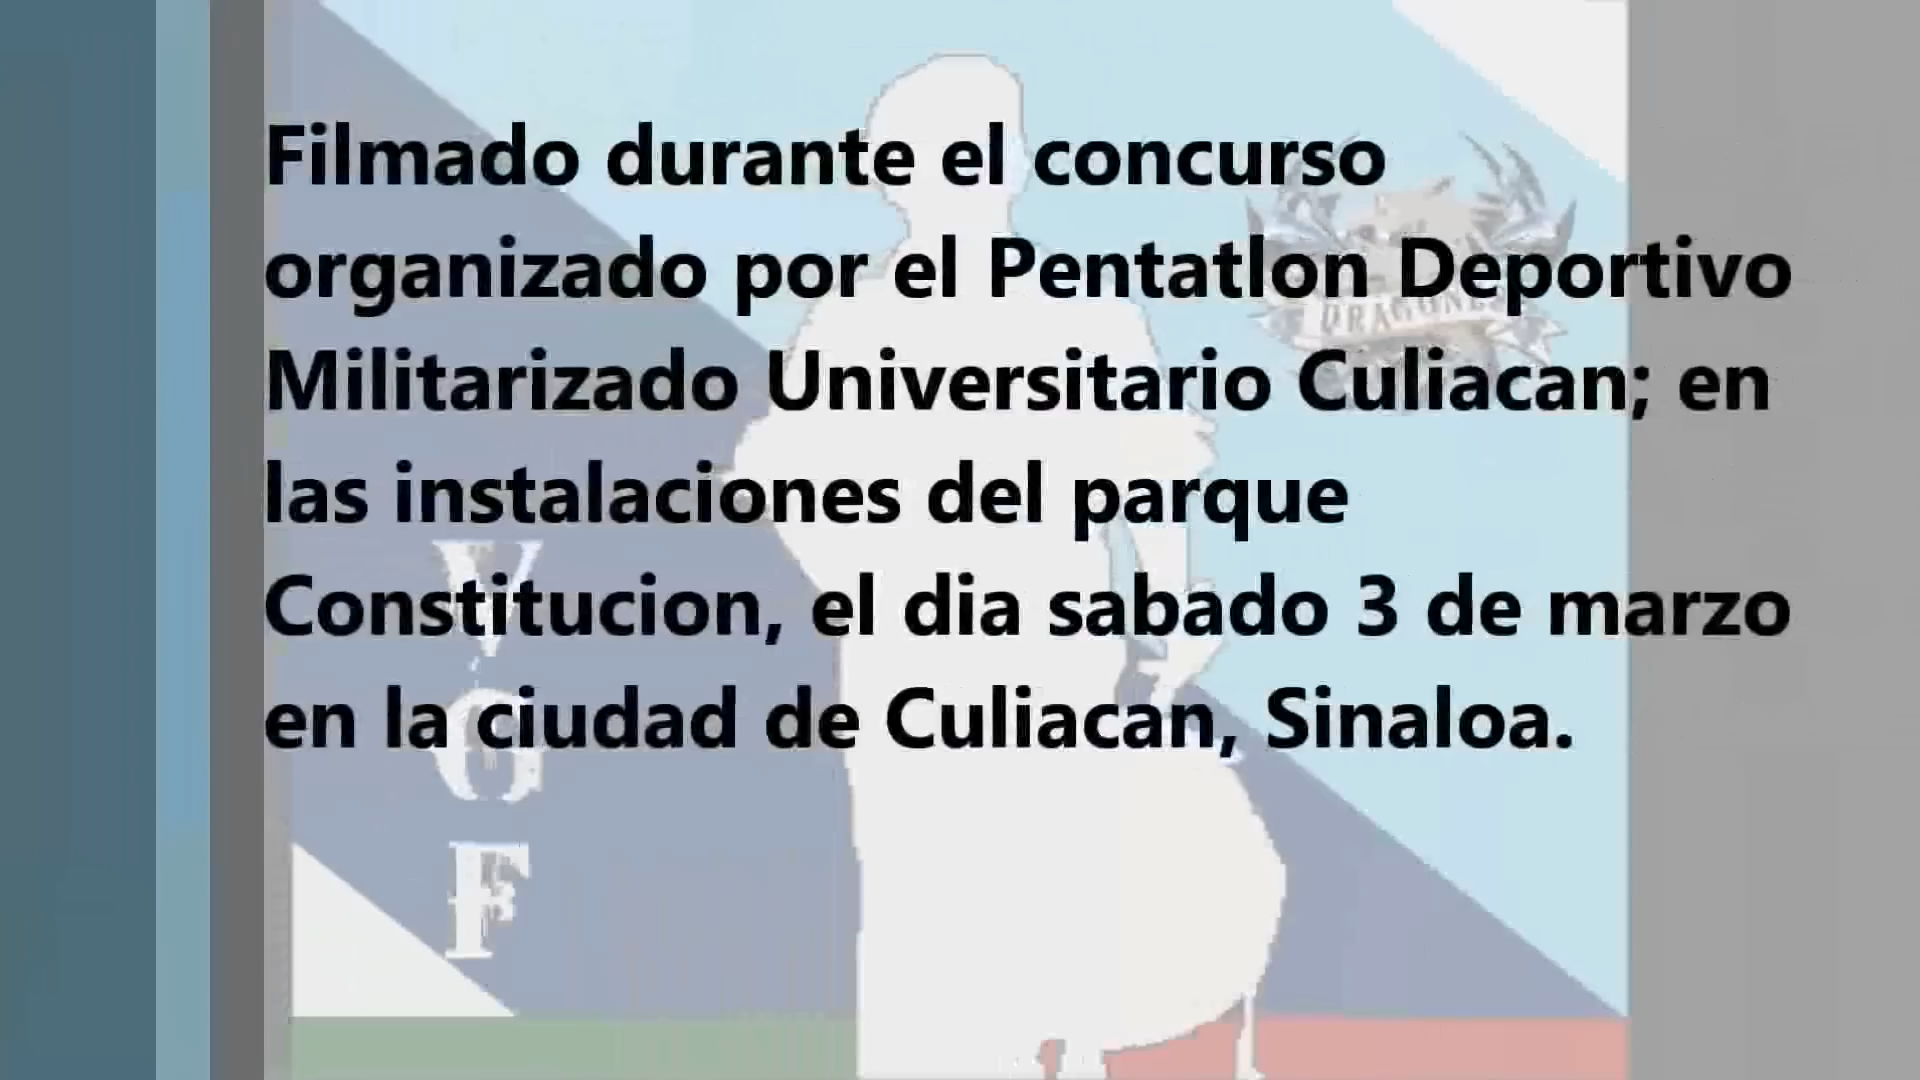 Filmado durante el concurso
organizado por el Pentatlon Deportivo
Militarizado Universitario Culiacan; en
las instalaciones del parque
Constitucion, el dia sabado 3 de marzo
en la ciudad de Culiacan, Sinaloa.
DRAGONES
V
G
F